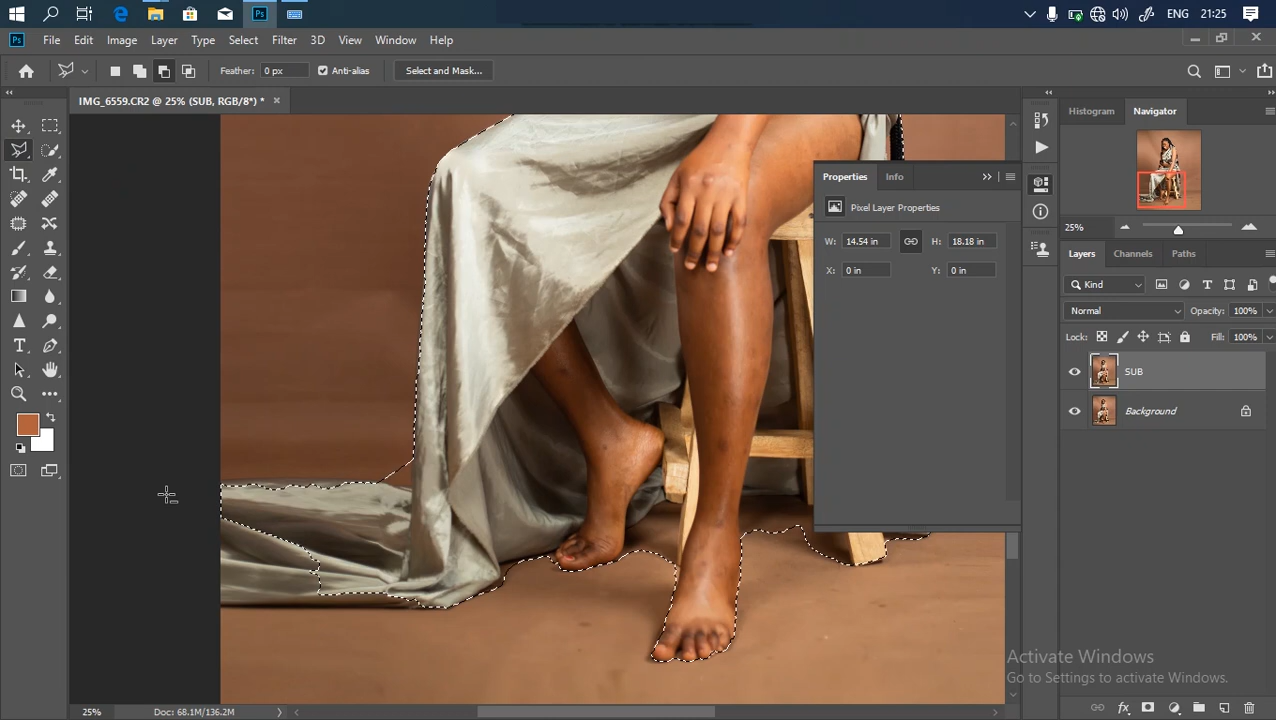 ENG 21:25
File Edit Image Layer Type Select Filter 3D View Window Help
Feather: 0 px Anti-alias Select and Mask...
IMG_6559.CR2 @ 25% (SUB, RGB/8*) *
Histogram Navigator
Properties Info
Pixel Layer Properties
W: 14.54 in H: 18.18 in
X: 0 in Y: 0 in
25%
Layers Channels Paths
Kind
Normal Opacity: 100%
Lock: Fill: 100%
SUB
Background
Activate Windows
Go to Settings to activate Windows.
25% Doc: 68.1M/136.2M